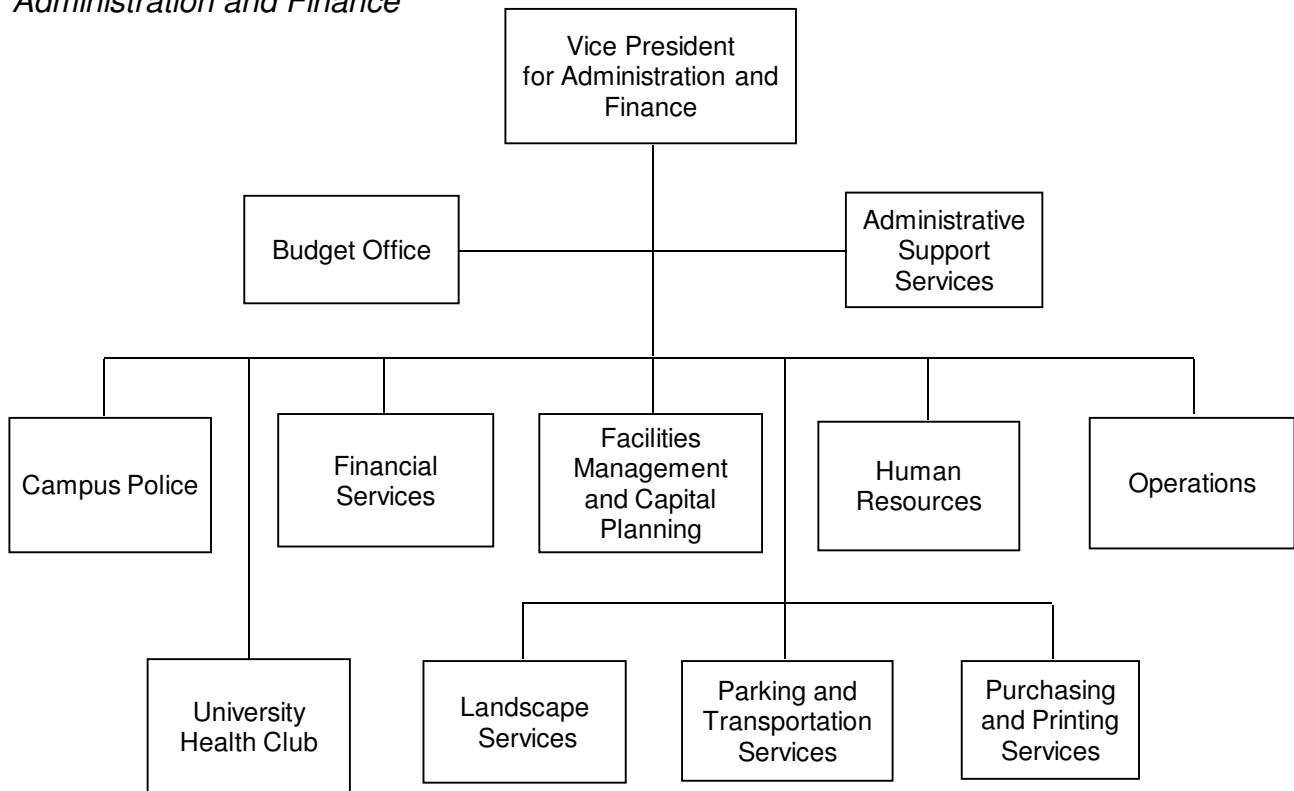 Administration and Finance
Vice President
for Administration and
Finance
Budget Office
Administrative
Support
Services
Campus Police
Financial
Services
Facilities
Management
and Capital
Planning
Human
Resources
Operations
University
Health Club
Landscape
Services
Parking and
Transportation
Services
Purchasing
and Printing
Services